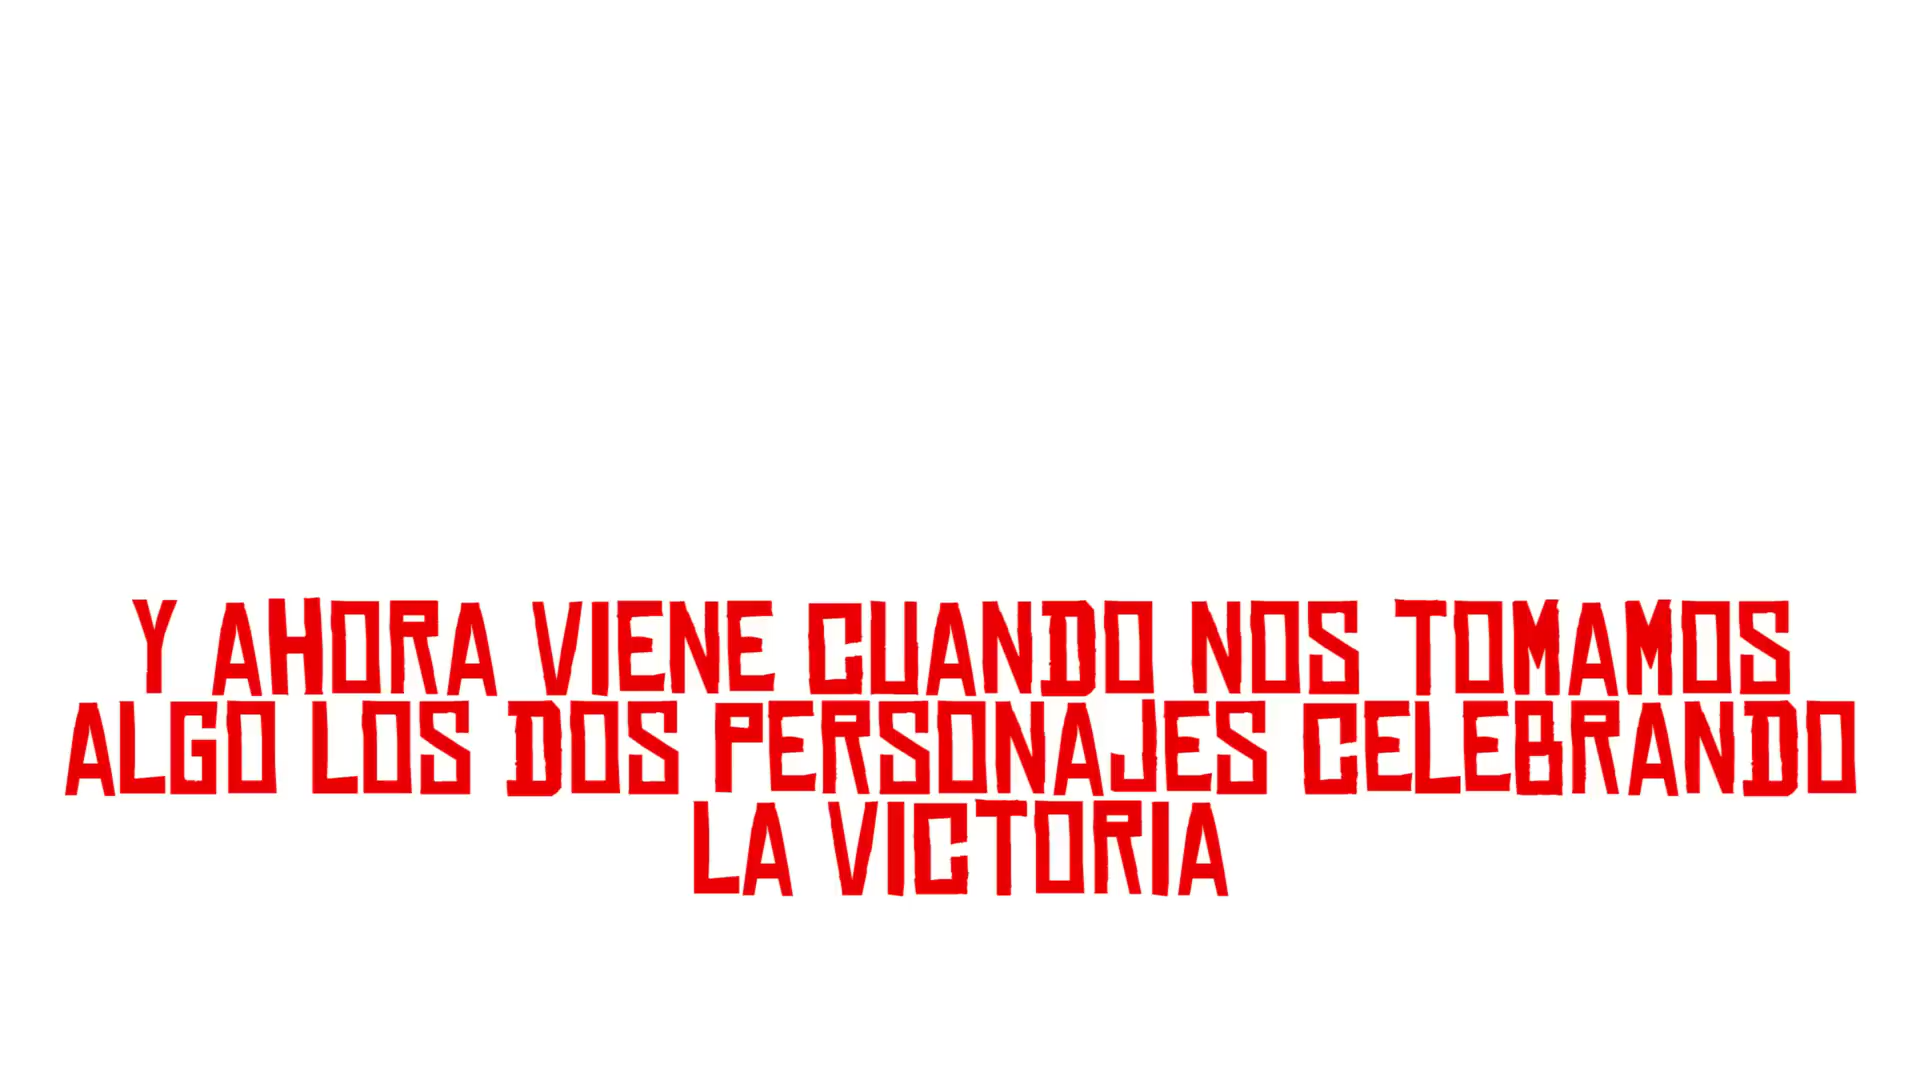 Y AHORA VIENE CUANDO NOS TOMAMOS
ALGO LOS DOS PERSONAJES CELEBRANDO
LA VICTORIA